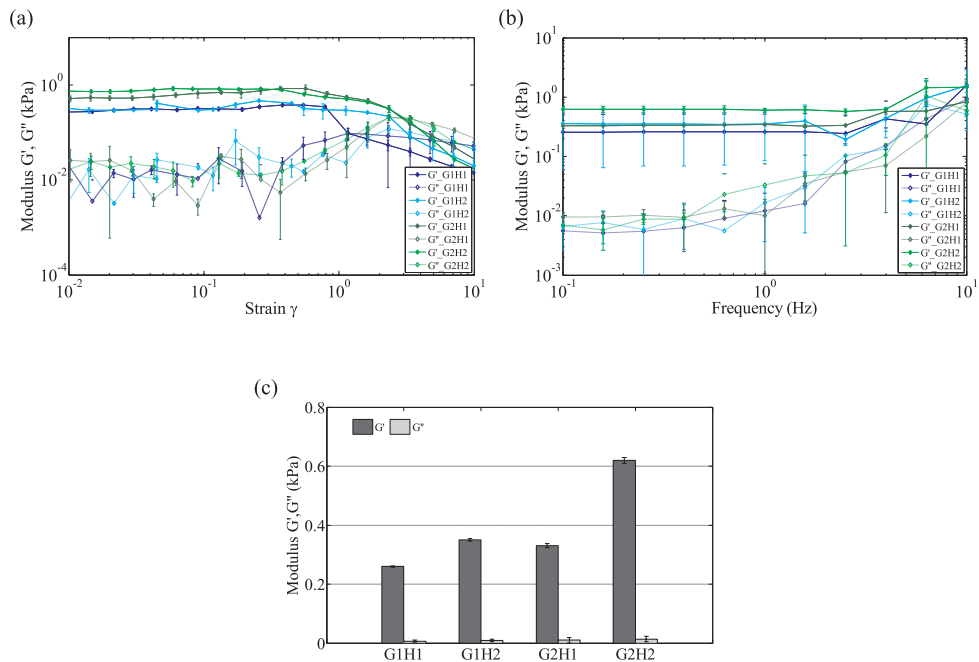 (a)
Modulus G', G'' (kPa)
10^0
10^-2
10^-4
10^-2
10^-1
10^0
10^1
Strain γ
G'_G1H1
G''_G1H1
G'_G1H2
G''_G1H2
G'_G2H1
G''_G2H1
G'_G2H2
G''_G2H2
(b)
Modulus G', G'' (kPa)
10^1
10^0
10^-1
10^-2
10^-3
10^-1
10^0
10^1
Frequency (Hz)
G'_G1H1
G''_G1H1
G'_G1H2
G''_G1H2
G'_G2H1
G''_G2H1
G'_G2H2
G''_G2H2
(c)
Modulus G',G'' (kPa)
0.8
0.6
0.4
0.2
0
G' G''
G1H1 G1H2 G2H1 G2H2